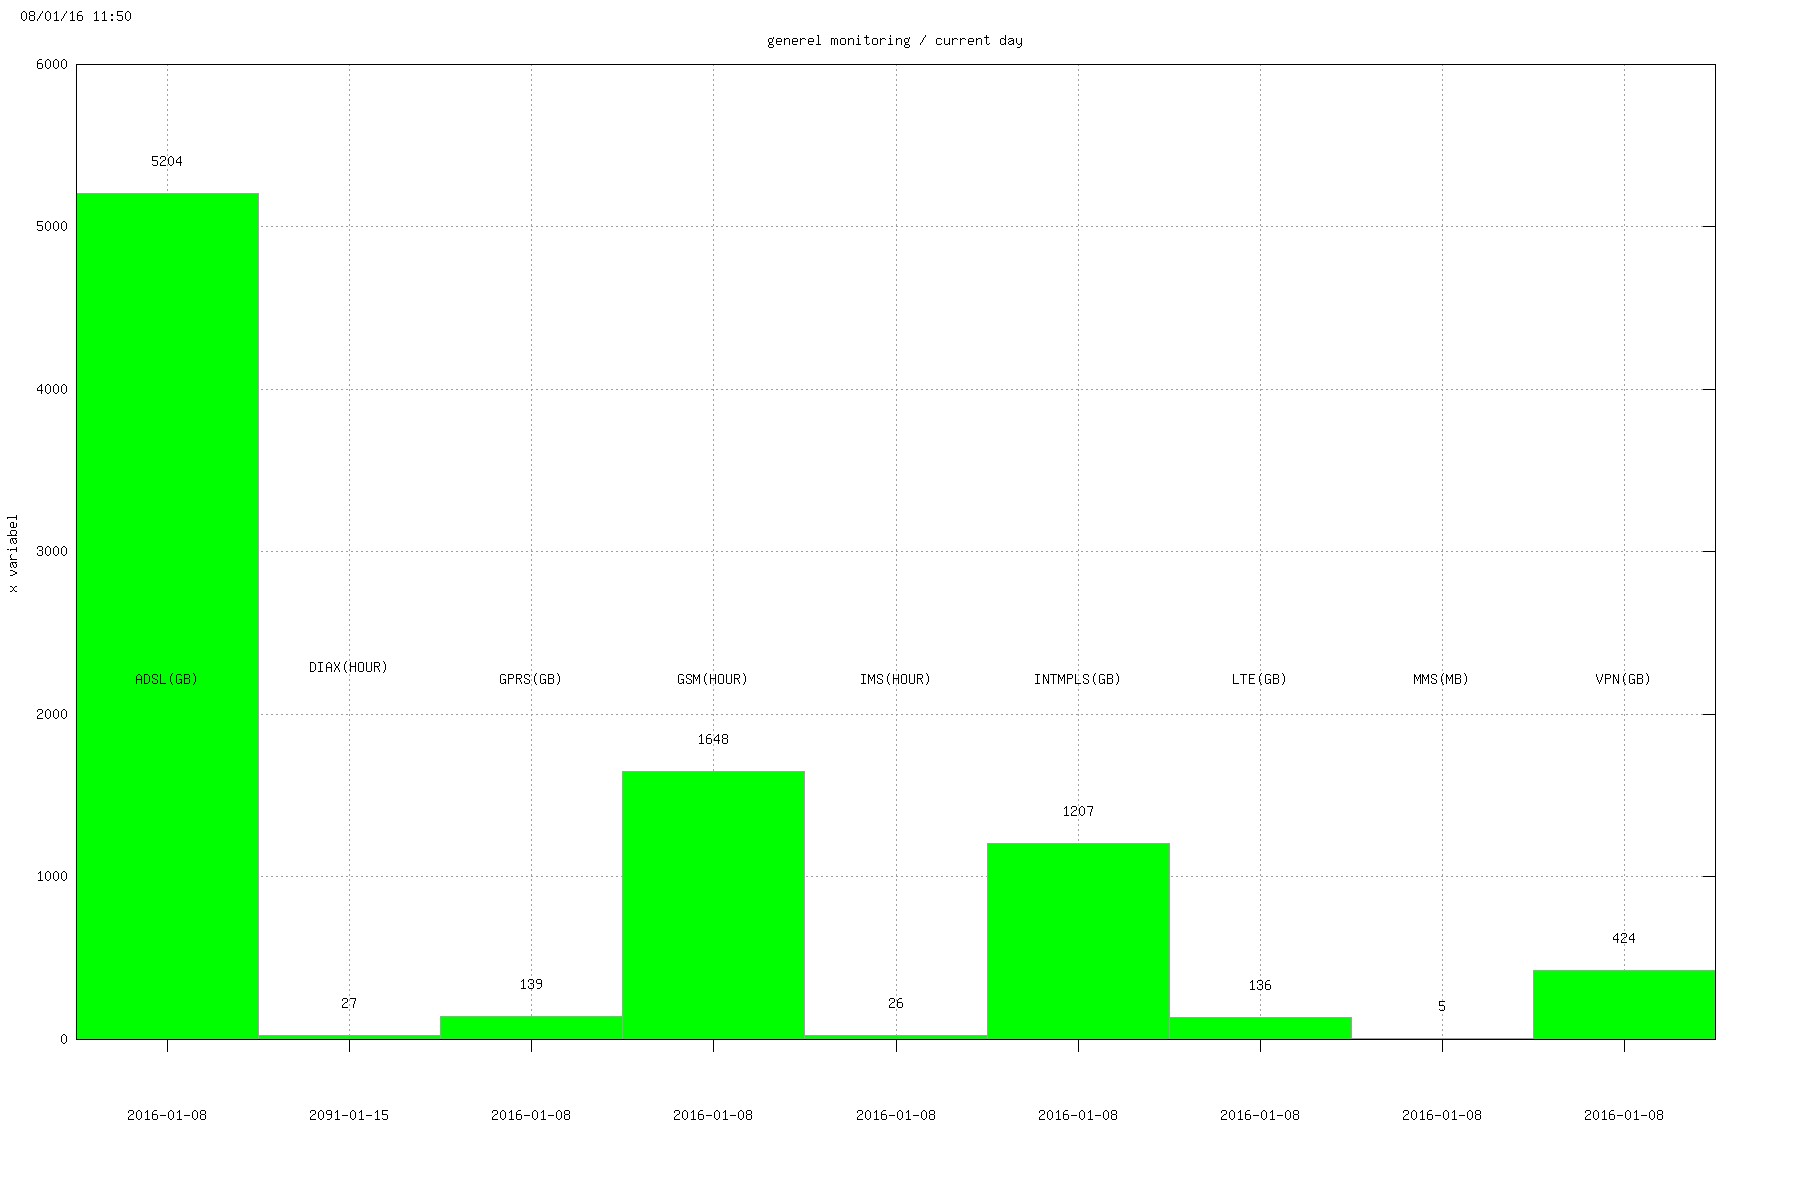 08/01/16 11:50
generel monitoring / current day
6000
5204
5000
4000
3000
x variabel
DIAX(HOUR)
ADSL(GB) GPRS(GB) GSM(HOUR) IMS(HOUR) INTMPLS(GB) LTE(GB) MMS(MB) VPN(GB)
2000
1648
1207
1000
424
139 136
27 26 5
0
2016-01-08 2091-01-15 2016-01-08 2016-01-08 2016-01-08 2016-01-08 2016-01-08 2016-01-08 2016-01-08